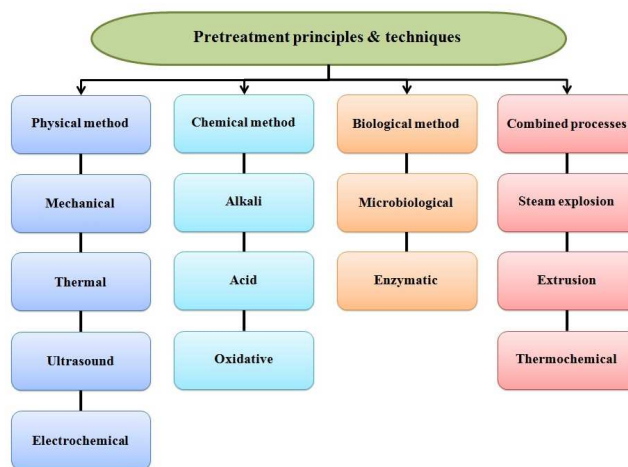 Pretreatment principles & techniques
Physical method
Chemical method
Biological method
Combined processes
Mechanical
Alkali
Microbiological
Steam explosion
Thermal
Acid
Enzymatic
Extrusion
Ultrasound
Oxidative
Thermochemical
Electrochemical